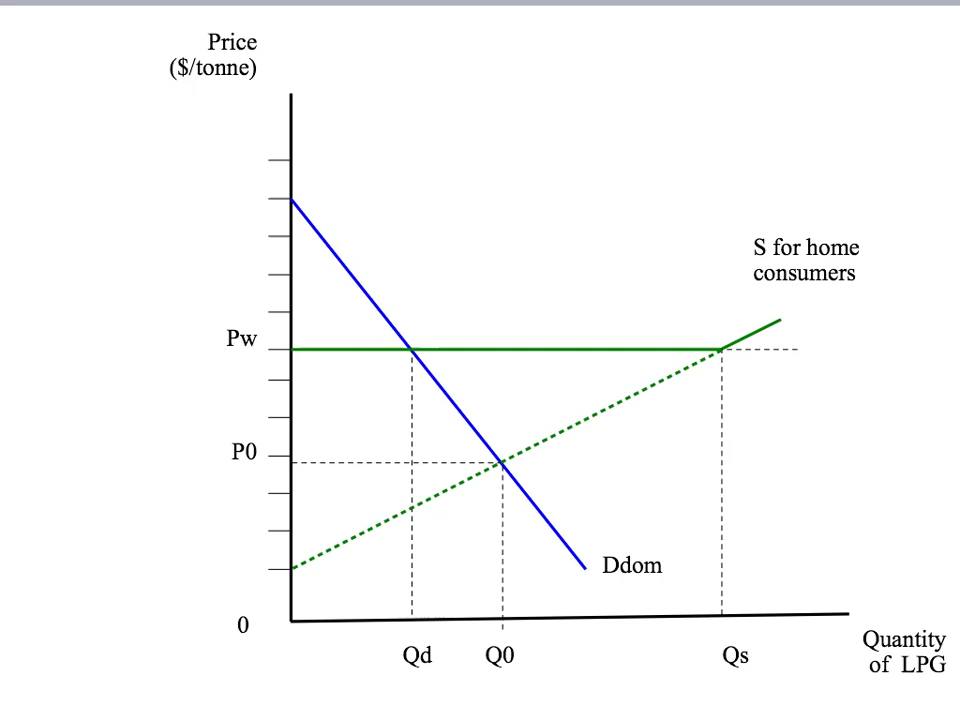 Price
($/tonne)
S for home
consumers
Pw
P0
Ddom
0
Qd
Q0
Qs
Quantity
of LPG